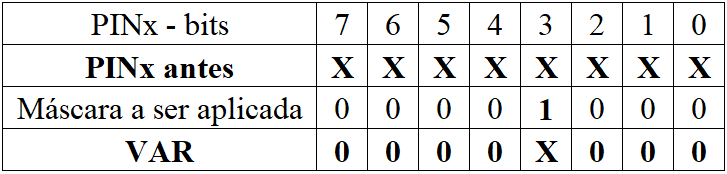 PINx - bits 7 6 5 4 3 2 1 0
PINx antes X X X X X X X X
Máscara a ser aplicada 0 0 0 0 1 0 0 0
VAR 0 0 0 0 X 0 0 0